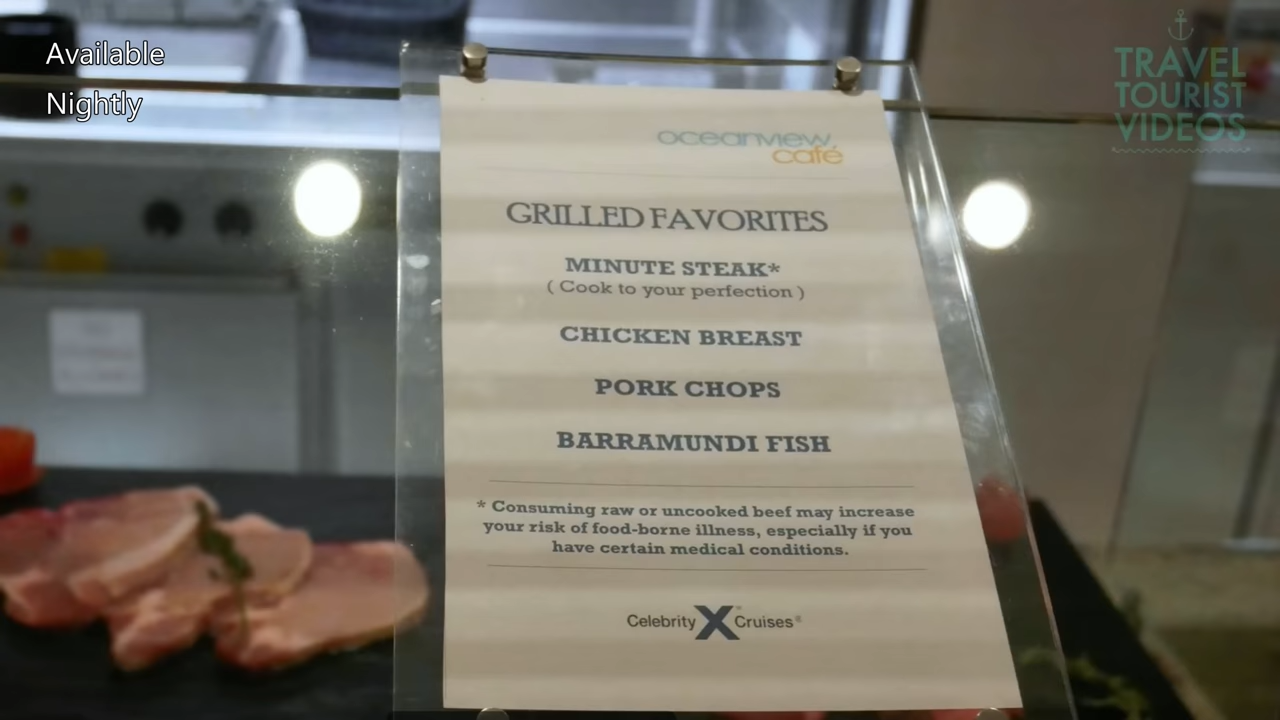 Available
Nightly
TRAVEL
TOURIST
VIDEOS
oceanview
café
GRILLED FAVORITES
MINUTE STEAK*
( Cook to your perfection )
CHICKEN BREAST
PORK CHOPS
BARRAMUNDI FISH
* Consuming raw or uncooked beef may increase
your risk of food-borne illness, especially if you
have certain medical conditions.
Celebrity X Cruises®